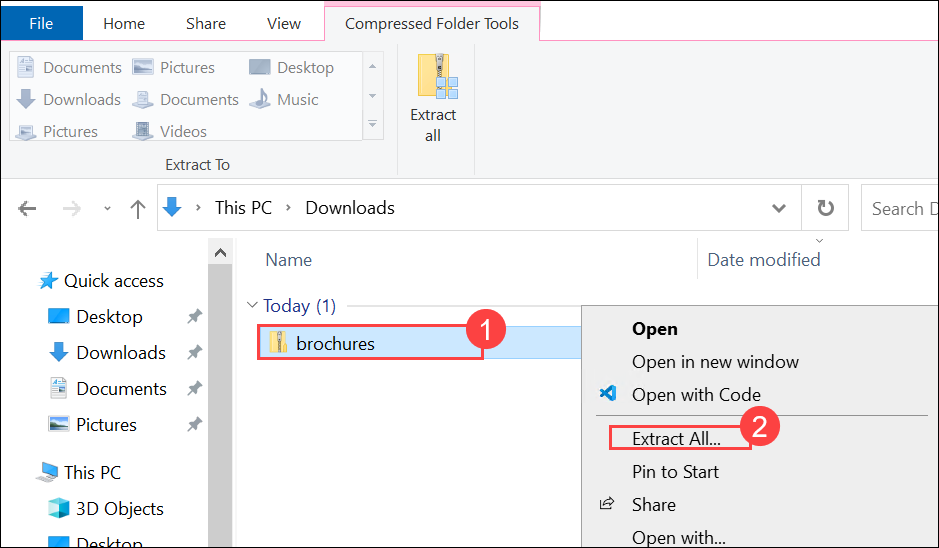 File Home Share View Compressed Folder Tools
Documents Pictures Desktop
Downloads Documents Music
Pictures Videos
Extract all
Extract To
This PC > Downloads
Search D
Name Date modified
Today (1)
brochures
1
Quick access
Desktop
Downloads
Documents
Pictures
This PC
3D Objects
Desktop
Open
Open in new window
Open with Code
Extract All...
2
Pin to Start
Share
Open with...